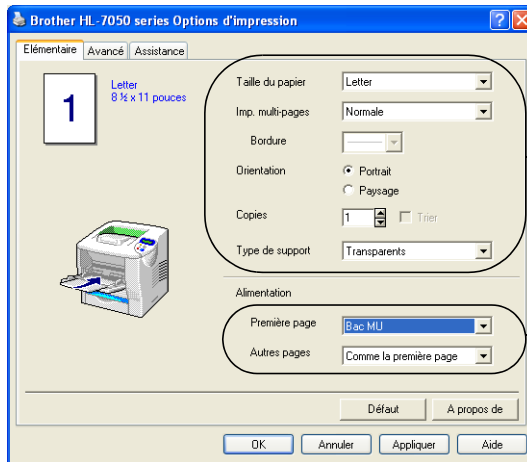 Brother HL-7050 series Options d'impression
Elémentaire Avancé Assistance
1
Letter
8 ½ x 11 pouces
Taille du papier Letter
Imp. multi-pages Normale
Bordure
Orientation Portrait
Paysage
Copies 1 Trier
Type de support Transparents
Alimentation
Première page Bac MU
Autres pages Comme la première page
Défaut A propos de
OK Annuler Appliquer Aide